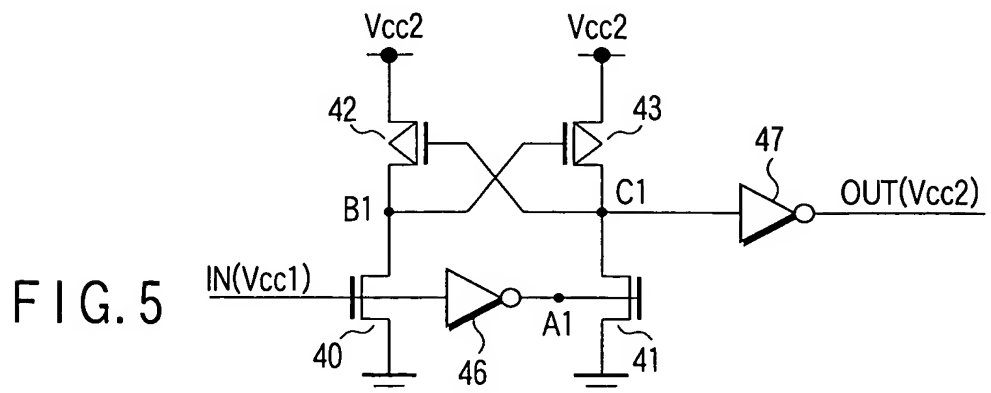 Vcc2
Vcc2
42
43
47
B1
C1
OUT(Vcc2)
IN(Vcc1)
A1
40
46
41
FIG. 5